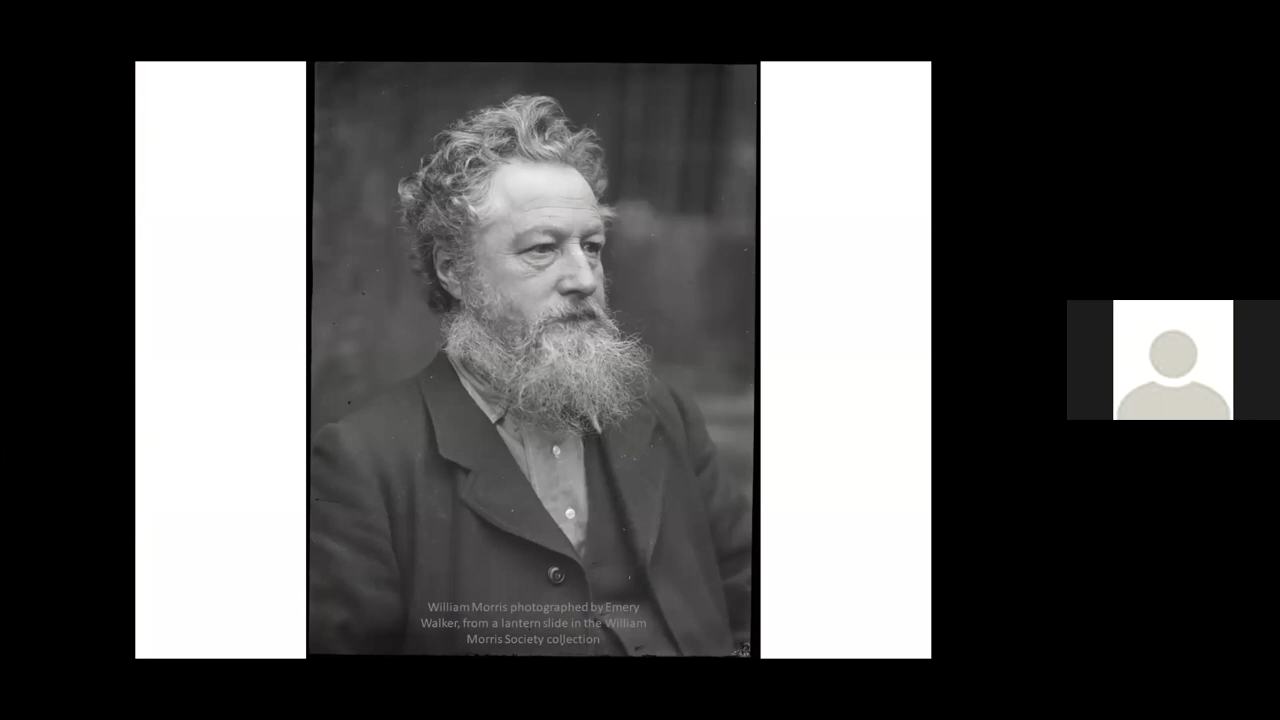 William Morris photographed by Emery
Walker, from a lantern slide in the William
Morris Society collection